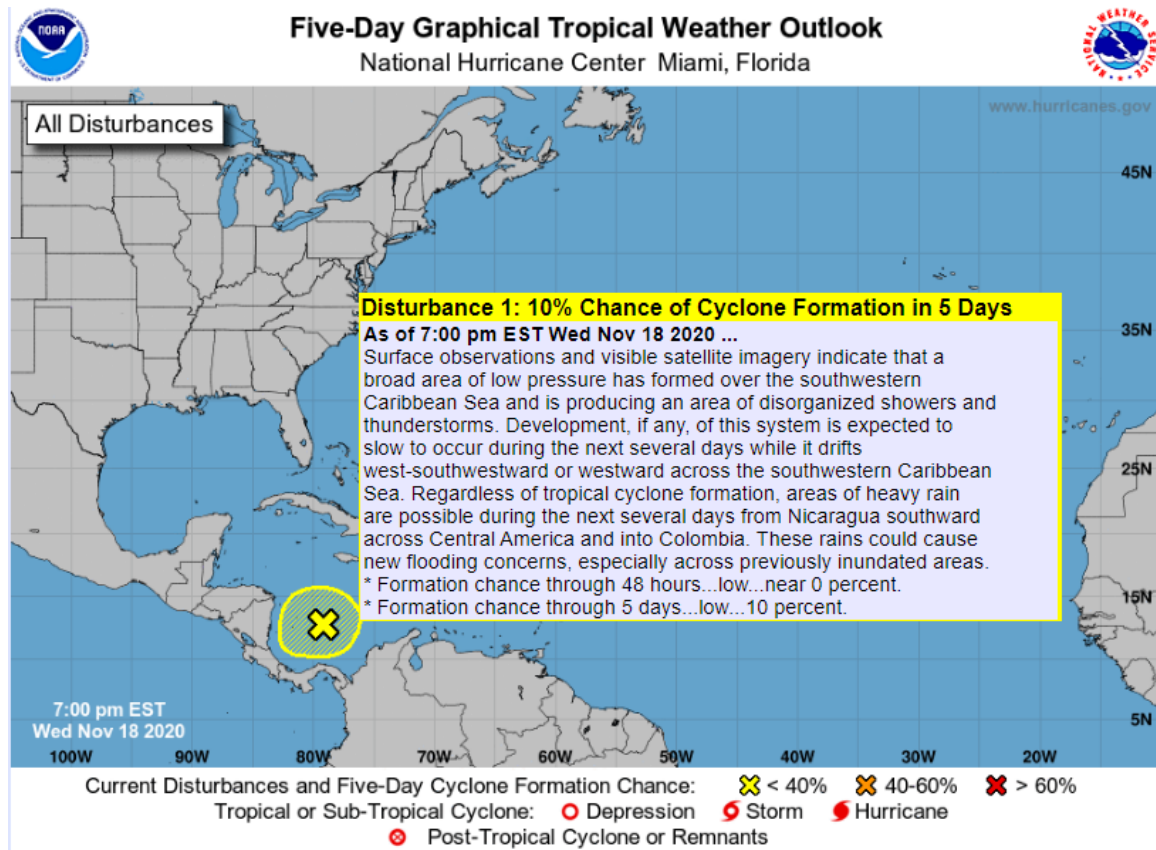 Five-Day Graphical Tropical Weather Outlook
National Hurricane Center Miami, Florida
NOAA
NATIONAL WEATHER SERVICE
www.hurricanes.gov
All Disturbances
45N
Disturbance 1: 10% Chance of Cyclone Formation in 5 Days
As of 7:00 pm EST Wed Nov 18 2020 ...
Surface observations and visible satellite imagery indicate that a
broad area of low pressure has formed over the southwestern
Caribbean Sea and is producing an area of disorganized showers and
thunderstorms. Development, if any, of this system is expected to
slow to occur during the next several days while it drifts
west-southwestward or westward across the southwestern Caribbean
Sea. Regardless of tropical cyclone formation, areas of heavy rain
are possible during the next several days from Nicaragua southward
across Central America and into Colombia. These rains could cause
new flooding concerns, especially across previously inundated areas.
* Formation chance through 48 hours...low...near 0 percent.
* Formation chance through 5 days...low...10 percent.
35N
25N
15N
5N
7:00 pm EST
Wed Nov 18 2020
100W 90W 80W 70W 60W 50W 40W 30W 20W
Current Disturbances and Five-Day Cyclone Formation Chance: < 40% 40-60% > 60%
Tropical or Sub-Tropical Cyclone: Depression Storm Hurricane
Post-Tropical Cyclone or Remnants